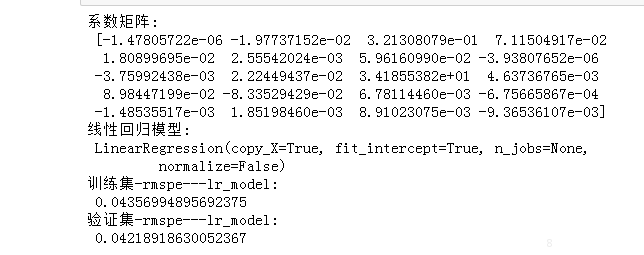 系数矩阵:
[-1.47805722e-06 -1.97737152e-02 3.21308079e-01 7.11504917e-02
1.80899695e-02 2.55542024e-03 5.96160990e-02 -3.93807652e-06
-3.75992438e-03 2.22449437e-02 3.41855382e+01 4.63736765e-03
8.98447199e-02 -8.33529429e-02 6.78114460e-03 -6.75665867e-04
-1.48535517e-03 1.85198460e-03 8.91023075e-03 -9.36536107e-03]
线性回归模型:
LinearRegression(copy_X=True, fit_intercept=True, n_jobs=None,
normalize=False)
训练集-rmspe---lr_model:
0.04356994895692375
验证集-rmspe---lr_model:
0.04218918630052367